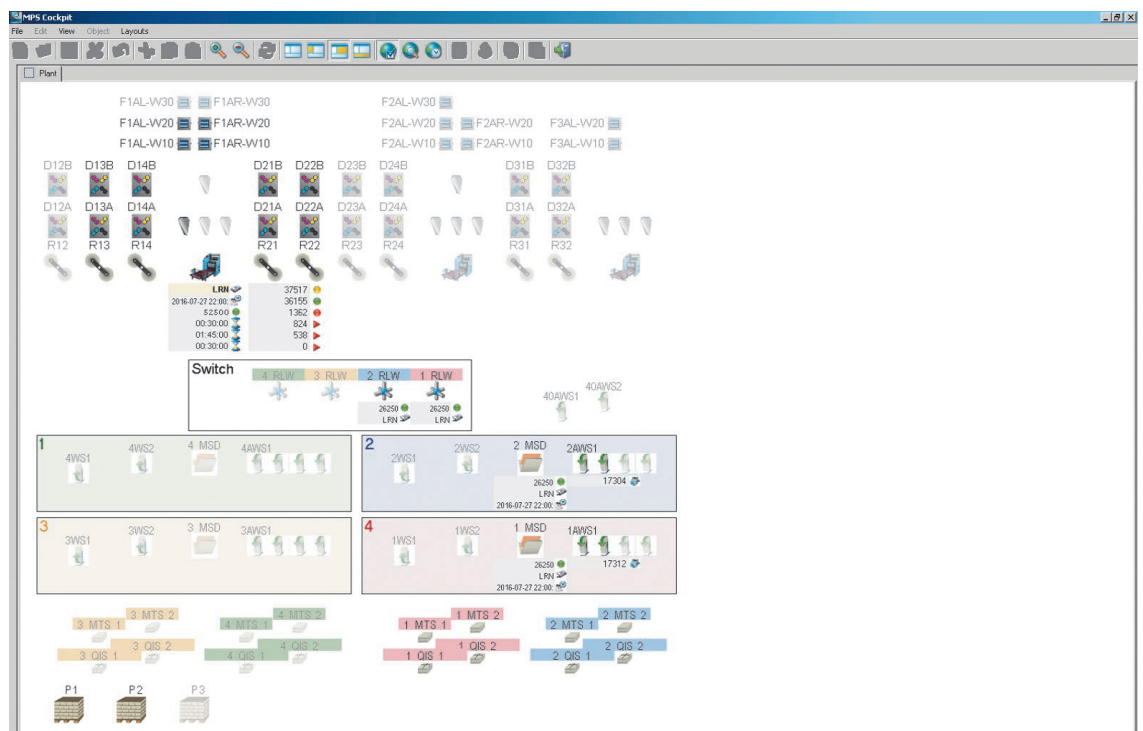 MPS Cockpit
File Edit View Object Layouts
Plant
F1AL-W30 F1AR-W30 F2AL-W30
F1AL-W20 F1AR-W20 F2AL-W20 F2AR-W20 F3AL-W20
F1AL-W10 F1AR-W10 F2AL-W10 F2AR-W10 F3AL-W10
D12B D13B D14B D21B D22B D23B D24B D31B D32B
D12A D13A D14A D21A D22A D23A D24A D31A D32A
R12 R13 R14 R21 R22 R23 R24 R31 R32
LRN 37517
2016-07-27 22:00: 36155
52500 1362
00:30:00 824
01:45:00 538
00:30:00 0
Switch
4 RLW 3 RLW 2 RLW 1 RLW
26250 26250
LRN LRN
40AWS1 40AWS2
1
4WS1 4WS2 4 MSD 4AWS1
2
2WS1 2WS2 2 MSD 2AWS1
26250 17304
LRN
2016-07-27 22:00:
3
3WS1 3WS2 3 MSD 3AWS1
4
1WS1 1WS2 1 MSD 1AWS1
26250 17312
LRN
2016-07-27 22:00:
3 MTS 2 4 MTS 2 1 MTS 2 2 MTS 2
3 MTS 1 4 MTS 1 1 MTS 1 2 MTS 1
3 QIS 2 4 QIS 2 1 QIS 2 2 QIS 2
3 QIS 1 4 QIS 1 1 QIS 1 2 QIS 1
P1 P2 P3